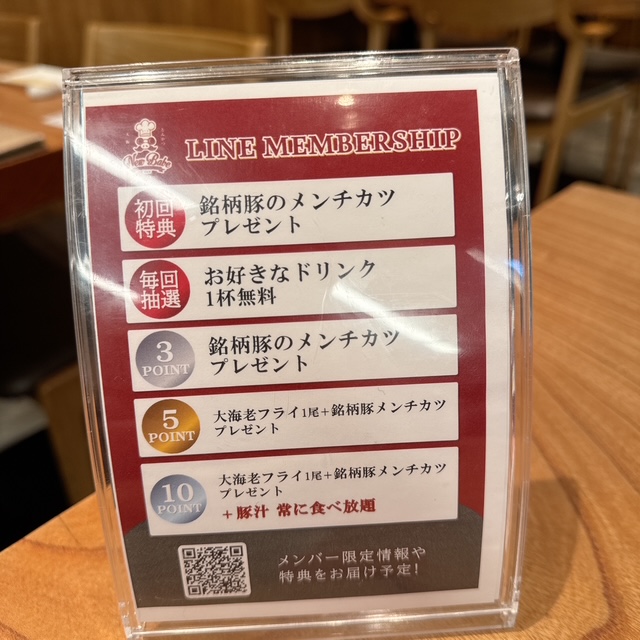 LINE MEMBERSHIP
初回
特典
銘柄豚のメンチカツ
プレゼント
毎回
抽選
お好きなドリンク
1杯無料
3
POINT
銘柄豚のメンチカツ
プレゼント
5
POINT
大海老フライ1尾+銘柄豚メンチカツ
プレゼント
10
POINT
大海老フライ1尾+銘柄豚メンチカツ
プレゼント
+豚汁 常に食べ放題
メンバー限定情報や
特典をお届け予定!